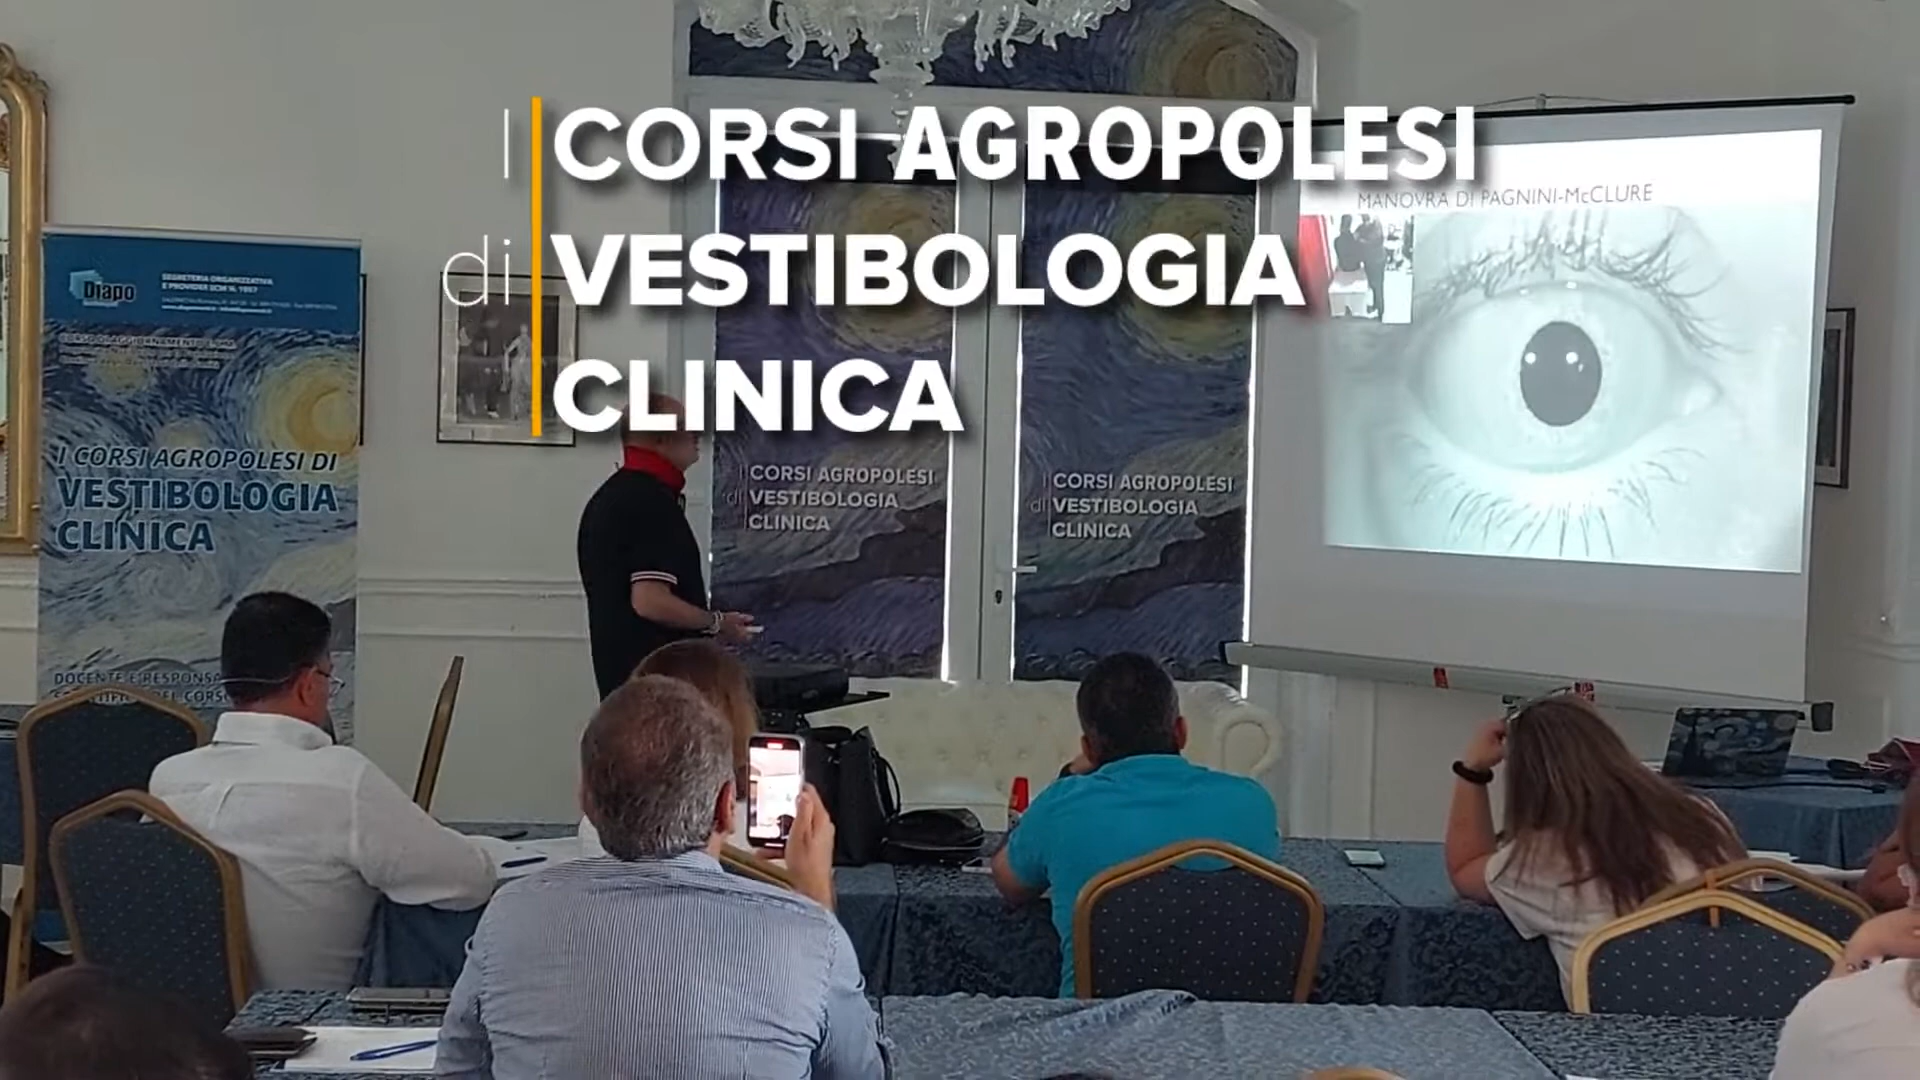 I CORSI AGROPOLESI
di VESTIBOLOGIA
CLINICA
MANOVRA DI PAGNINI-McCLURE
Diapo
SEGRETERIA ORGANIZZATIVA
E PROVIDER ECM N. 1957
I CORSI AGROPOLESI DI
VESTIBOLOGIA
CLINICA
DOCENTE E RESPONSA
I CORSI AGROPOLESI
di VESTIBOLOGIA
CLINICA
I CORSI AGROPOLESI
di VESTIBOLOGIA
CLINICA